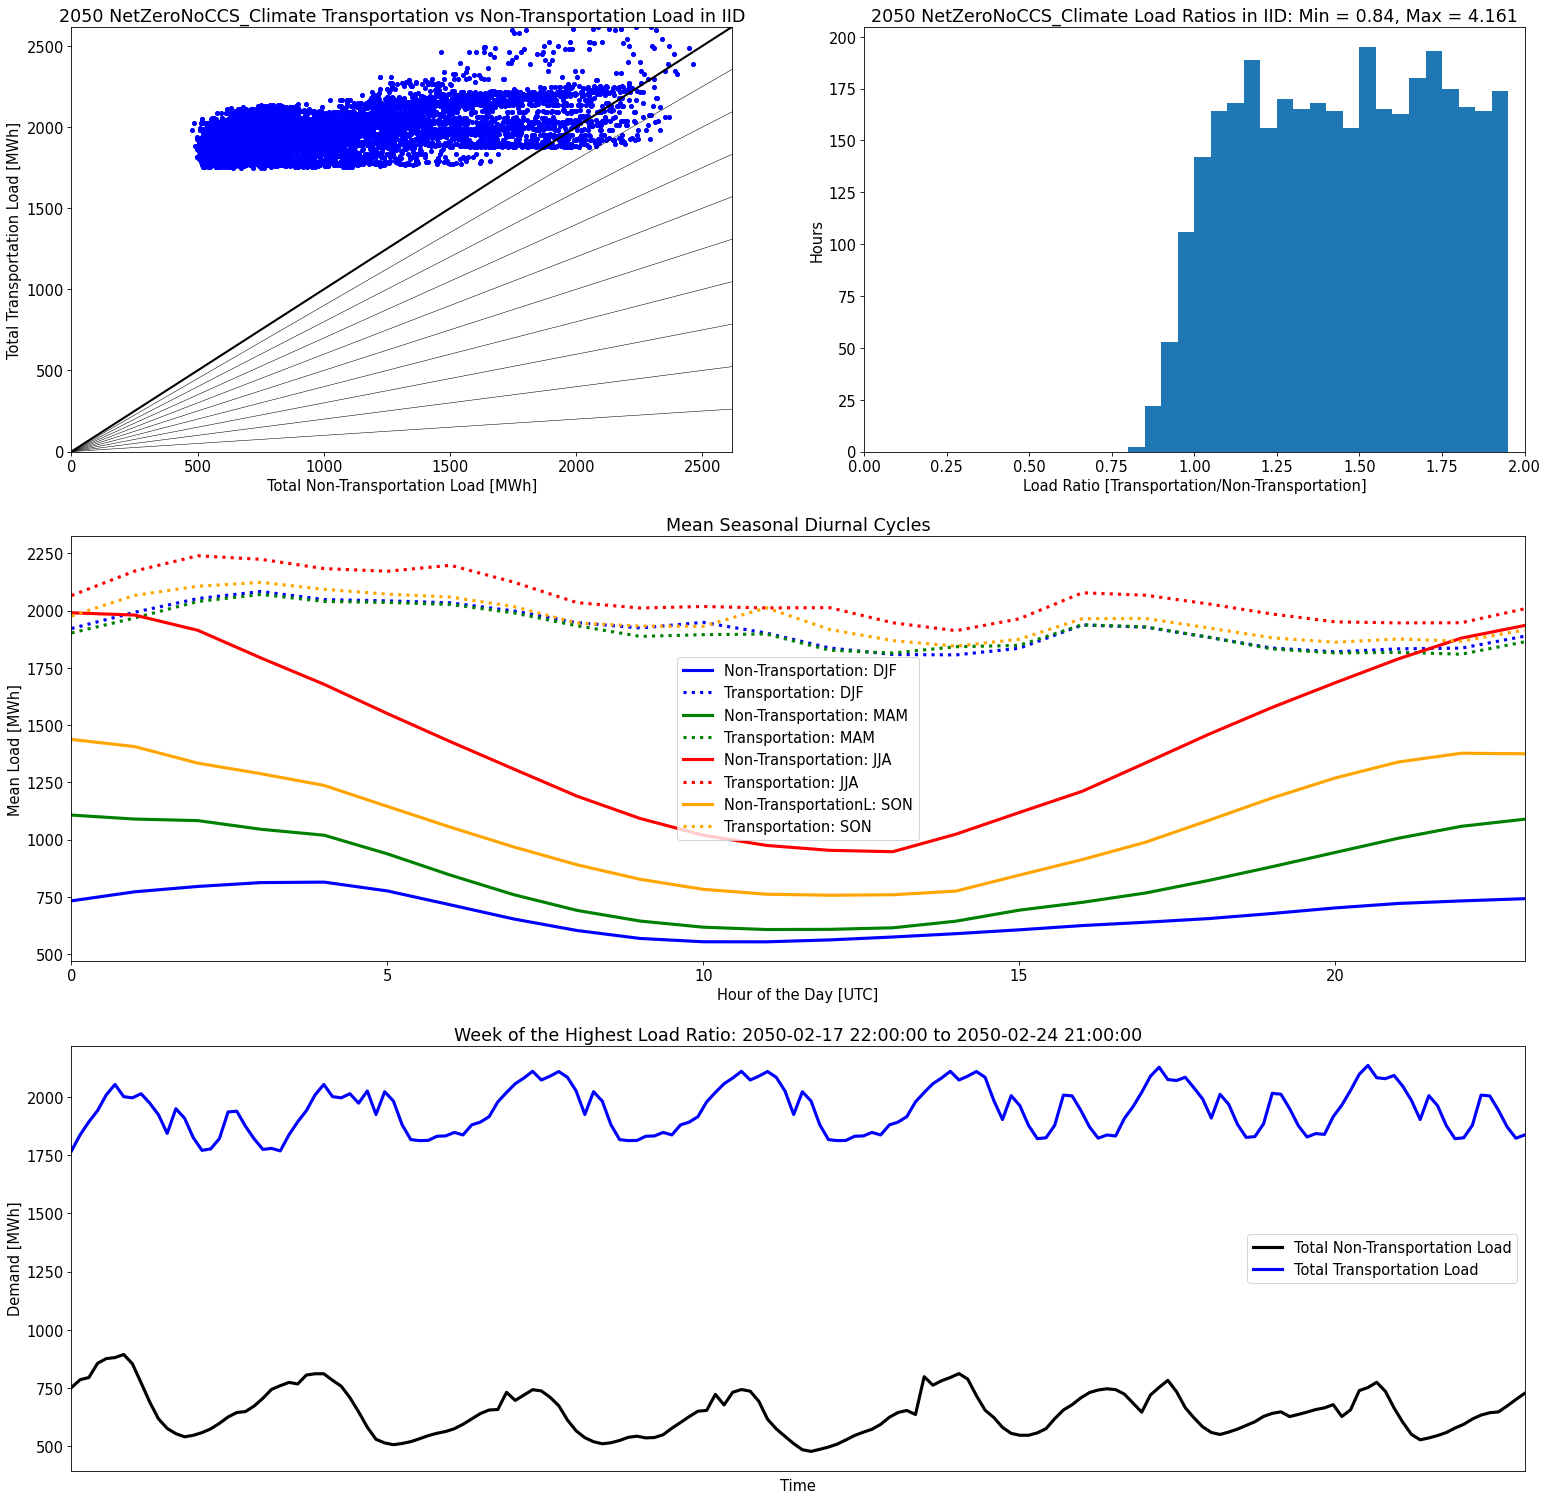 2050 NetZeroNoCCS_Climate Transportation vs Non-Transportation Load in IID
Total Transportation Load [MWh]
2500
2000
1500
1000
500
0
0 500 1000 1500 2000 2500
Total Non-Transportation Load [MWh]
2050 NetZeroNoCCS_Climate Load Ratios in IID: Min = 0.84, Max = 4.161
Hours
200
175
150
125
100
75
50
25
0
0.00 0.25 0.50 0.75 1.00 1.25 1.50 1.75 2.00
Load Ratio [Transportation/Non-Transportation]
Mean Seasonal Diurnal Cycles
Mean Load [MWh]
2250
2000
1750
1500
1250
1000
750
500
Non-Transportation: DJF
Transportation: DJF
Non-Transportation: MAM
Transportation: MAM
Non-Transportation: JJA
Transportation: JJA
Non-TransportationL: SON
Transportation: SON
0 5 10 15 20
Hour of the Day [UTC]
Week of the Highest Load Ratio: 2050-02-17 22:00:00 to 2050-02-24 21:00:00
Demand [MWh]
2000
1750
1500
1250
1000
750
500
Total Non-Transportation Load
Total Transportation Load
Time